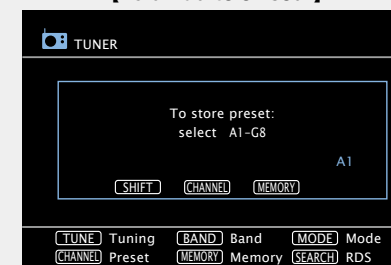 TUNER
To store preset:
select A1-G8
A1
SHIFT CHANNEL MEMORY
TUNE Tuning BAND Band MODE Mode
CHANNEL Preset MEMORY Memory SEARCH RDS